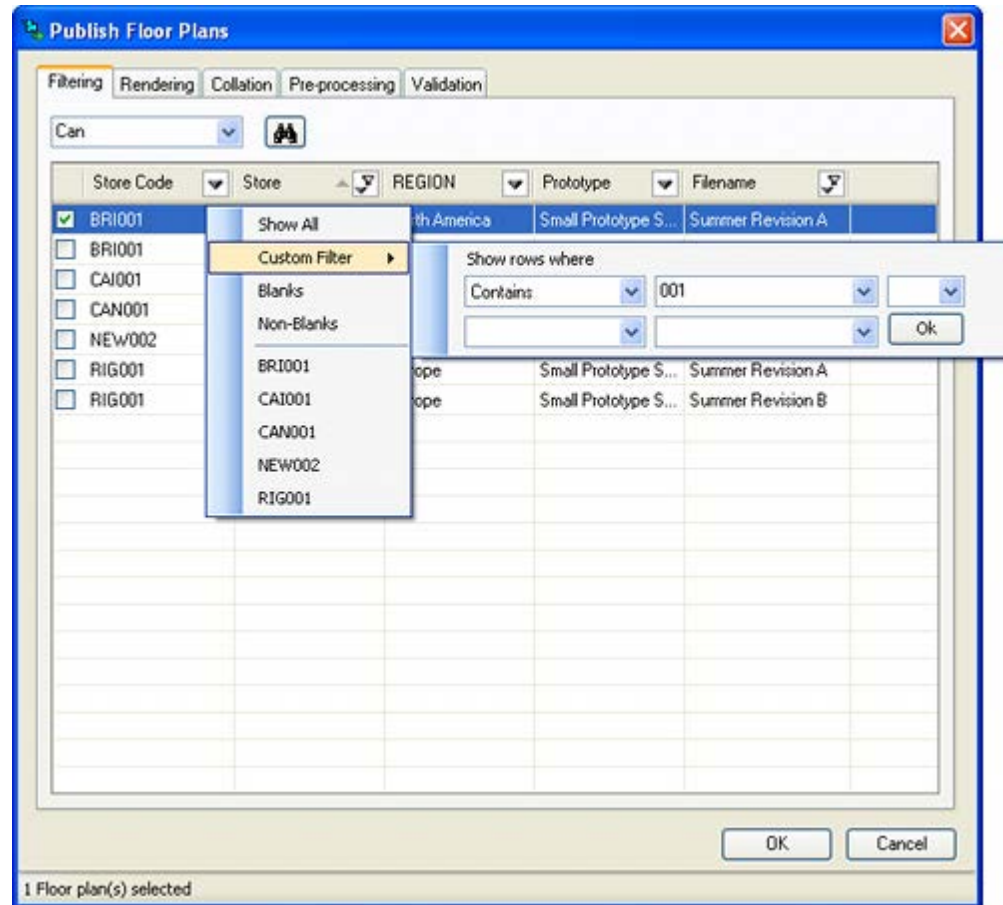 Publish Floor Plans
Filtering Rendering Collation Pre-processing Validation
Can
Store Code Store REGION Prototype Filename
BRI001 th America Small Prototype S... Summer Revision A
BRI001
CAI001
CAN001
NEW002
RIG001 ope Small Prototype S... Summer Revision A
RIG001 ope Small Prototype S... Summer Revision B
Show All
Custom Filter
Blanks
Non-Blanks
BRI001
CAI001
CAN001
NEW002
RIG001
Show rows where
Contains 001
Ok
OK Cancel
1 Floor plan(s) selected